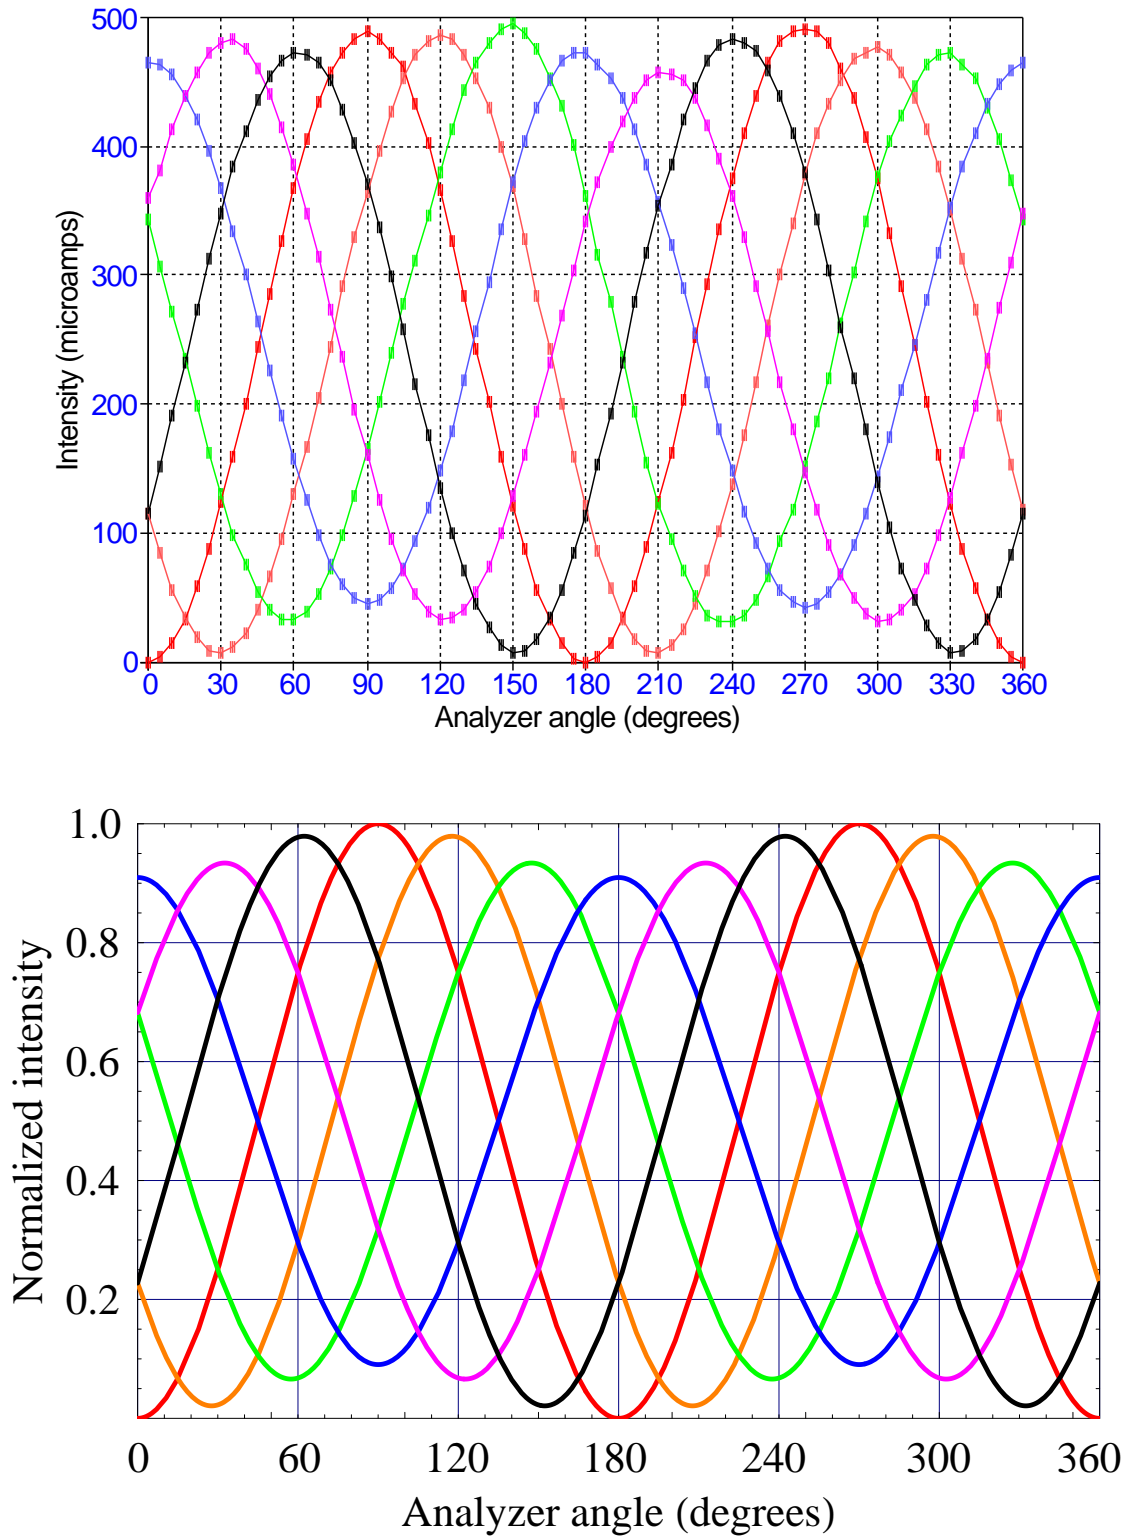 500
400
300
200
100
0
Intensity (microamps)
0 30 60 90 120 150 180 210 240 270 300 330 360
Analyzer angle (degrees)
1.0
0.8
0.6
0.4
0.2
Normalized intensity
0 60 120 180 240 300 360
Analyzer angle (degrees)